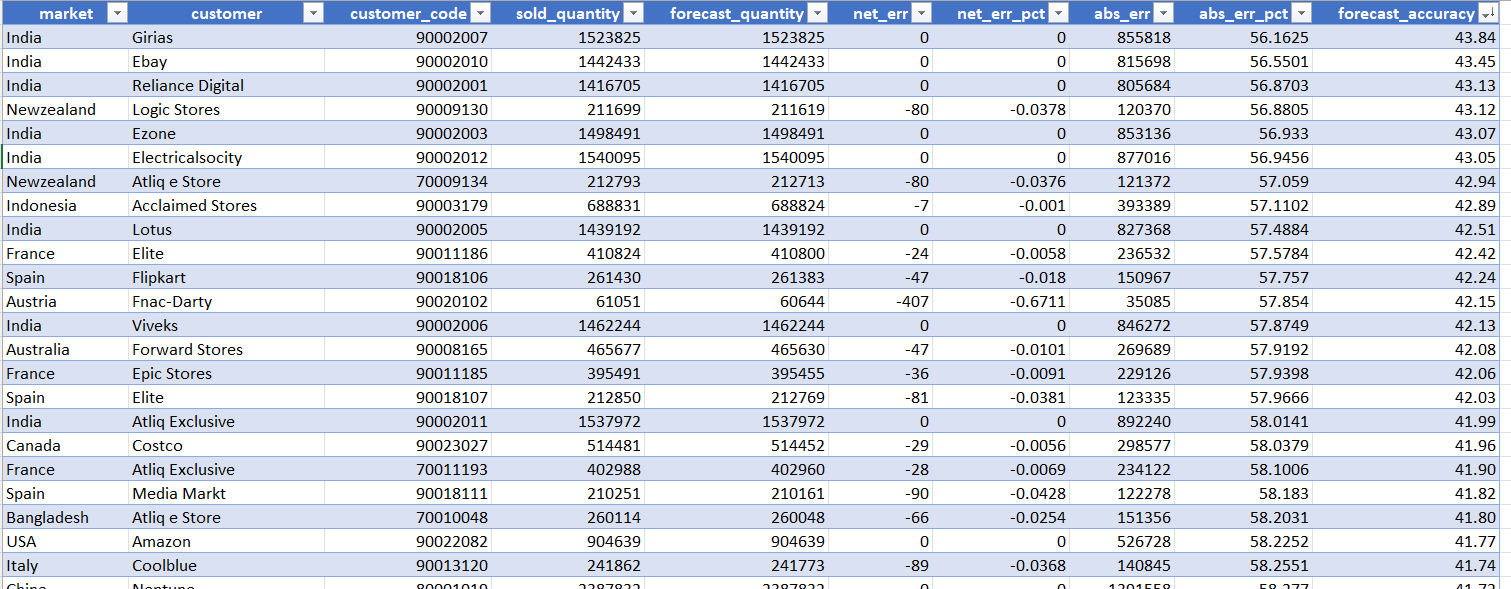 market customer customer_code sold_quantity forecast_quantity net_err net_err_pct abs_err abs_err_pct forecast_accuracy
India Girias 90002007 1523825 1523825 0 0 855818 56.1625 43.84
India Ebay 90002010 1442433 1442433 0 0 815698 56.5501 43.45
India Reliance Digital 90002001 1416705 1416705 0 0 805684 56.8703 43.13
Newzealand Logic Stores 90009130 211699 211619 -80 -0.0378 120370 56.8805 43.12
India Ezone 90002003 1498491 1498491 0 0 853136 56.933 43.07
India Electricalsocity 90002012 1540095 1540095 0 0 877016 56.9456 43.05
Newzealand Atliq e Store 70009134 212793 212713 -80 -0.0376 121372 57.059 42.94
Indonesia Acclaimed Stores 90003179 688831 688824 -7 -0.001 393389 57.1102 42.89
India Lotus 90002005 1439192 1439192 0 0 827368 57.4884 42.51
France Elite 90011186 410824 410800 -24 -0.0058 236532 57.5784 42.42
Spain Flipkart 90018106 261430 261383 -47 -0.018 150967 57.757 42.24
Austria Fnac-Darty 90020102 61051 60644 -407 -0.6711 35085 57.854 42.15
India Viveks 90002006 1462244 1462244 0 0 846272 57.8749 42.13
Australia Forward Stores 90008165 465677 465630 -47 -0.0101 269689 57.9192 42.08
France Epic Stores 90011185 395491 395455 -36 -0.0091 229126 57.9398 42.06
Spain Elite 90018107 212850 212769 -81 -0.0381 123335 57.9666 42.03
India Atliq Exclusive 90002011 1537972 1537972 0 0 892240 58.0141 41.99
Canada Costco 90023027 514481 514452 -29 -0.0056 298577 58.0379 41.96
France Atliq Exclusive 70011193 402988 402960 -28 -0.0069 234122 58.1006 41.90
Spain Media Markt 90018111 210251 210161 -90 -0.0428 122278 58.183 41.82
Bangladesh Atliq e Store 70010048 260114 260048 -66 -0.0254 151356 58.2031 41.80
USA Amazon 90022082 904639 904639 0 0 526728 58.2252 41.77
Italy Coolblue 90013120 241862 241773 -89 -0.0368 140845 58.2551 41.74